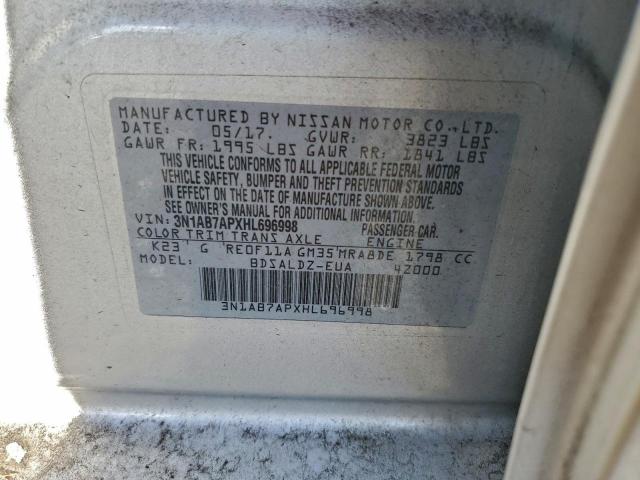 MANUFACTURED BY NISSAN MOTOR CO.,LTD.
DATE: 05/17. GVWR: 3823 LBS
GAWR FR: 1995 LBS GAWR RR: 1841 LBS
THIS VEHICLE CONFORMS TO ALL APPLICABLE FEDERAL MOTOR
VEHICLE SAFETY, BUMPER AND THEFT PREVENTION STANDARDS
IN EFFECT ON THE DATE OF MANUFACTURE SHOWN ABOVE.
SEE OWNER'S MANUAL FOR ADDITIONAL INFORMATION.
VIN: 3N1AB7APXHL696998 PASSENGER CAR.
COLOR TRIM TRANS AXLE ENGINE
K23 G RE0F11A GM35 MRA8DE 1798 CC
MODEL: BDSALDZ-EUA 42000
3N1AB7APXHL696998